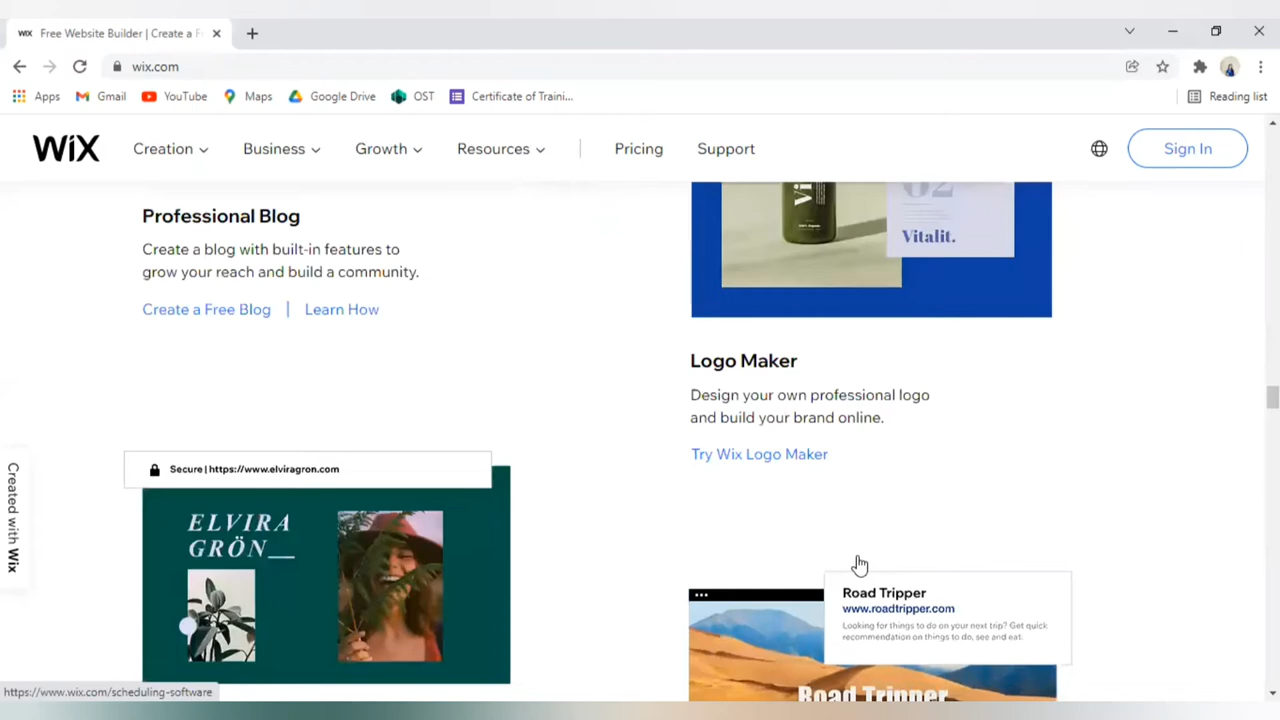 WiX Free Website Builder | Create a F
wix.com
Apps Gmail YouTube Maps Google Drive OST Certificate of Traini... Reading list
WiX Creation Business Growth Resources Pricing Support Sign In
Professional Blog
Create a blog with built-in features to
grow your reach and build a community.
Create a Free Blog | Learn How
02
Vitalit.
Logo Maker
Design your own professional logo
and build your brand online.
Try Wix Logo Maker
Created with Wix
Secure | https://www.elviragron.com
ELVIRA
GRÖN__
Road Tripper
www.roadtripper.com
Looking for things to do on your next trip? Get quick
recommendation on things to do, see and eat.
Road Tripper
https://www.wix.com/scheduling-software